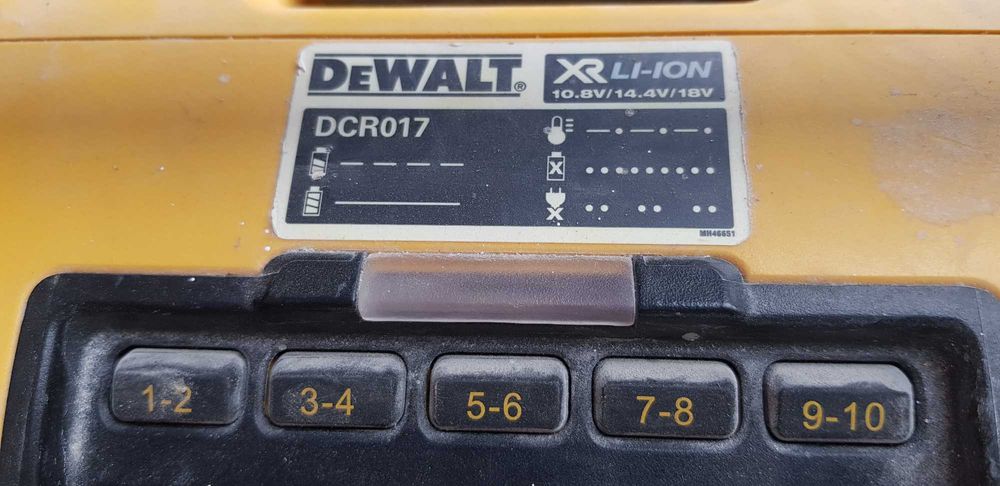 DEWALT®
XR LI-ION
10.8V/14.4V/18V
DCR017
X
X
MH46651
1-2
3-4
5-6
7-8
9-10